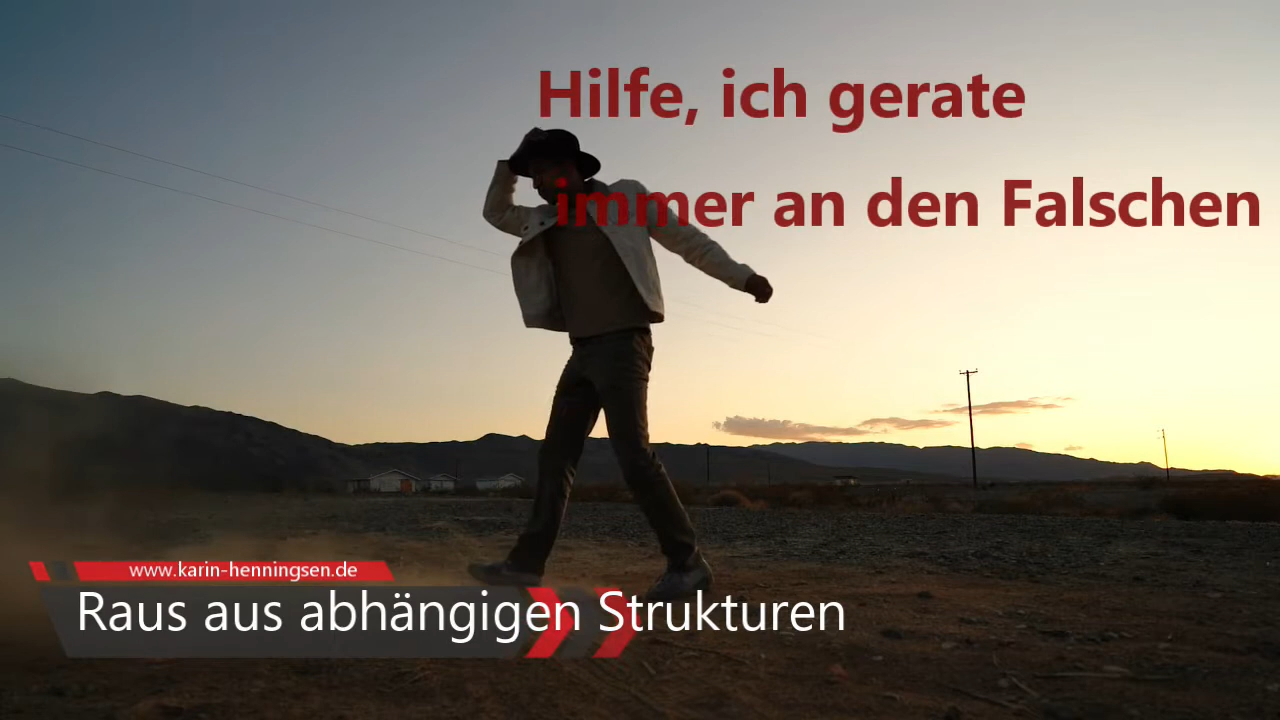 Hilfe, ich gerate
immer an den Falschen
www.karin-henningsen.de
Raus aus abhängigen Strukturen